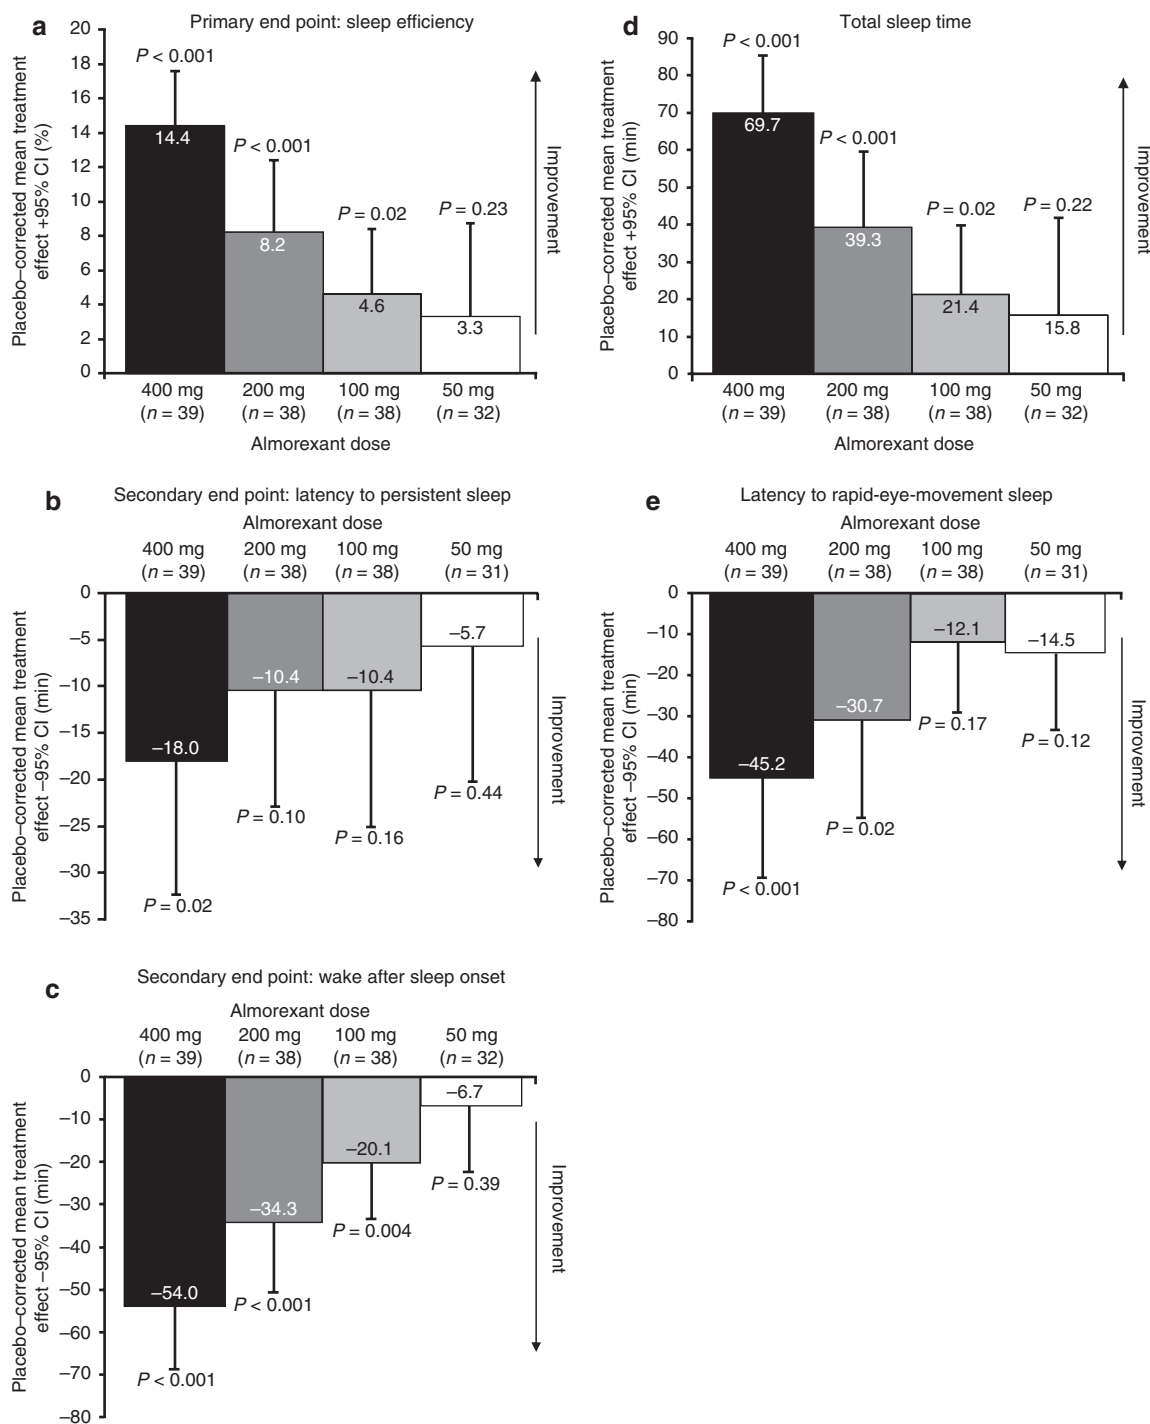 a
Primary end point: sleep efficiency
Placebo–corrected mean treatment
effect +95% CI (%)
20
18
16
14
12
10
8
6
4
2
0
P < 0.001
14.4
P < 0.001
8.2
P = 0.02
4.6
P = 0.23
3.3
Improvement
400 mg 200 mg 100 mg 50 mg
(n = 39) (n = 38) (n = 38) (n = 32)
Almorexant dose
d
Total sleep time
Placebo–corrected mean treatment
effect +95% CI (min)
90
80
70
60
50
40
30
20
10
0
P < 0.001
69.7
P < 0.001
39.3
P = 0.02
21.4
P = 0.22
15.8
Improvement
400 mg 200 mg 100 mg 50 mg
(n = 39) (n = 38) (n = 38) (n = 32)
Almorexant dose
b
Secondary end point: latency to persistent sleep
Almorexant dose
400 mg 200 mg 100 mg 50 mg
(n = 39) (n = 38) (n = 38) (n = 31)
Placebo–corrected mean treatment
effect –95% CI (min)
0
–5
–10
–15
–20
–25
–30
–35
–18.0
P = 0.02
–10.4
P = 0.10
–10.4
P = 0.16
–5.7
P = 0.44
Improvement
e
Latency to rapid-eye-movement sleep
Almorexant dose
400 mg 200 mg 100 mg 50 mg
(n = 39) (n = 38) (n = 38) (n = 31)
Placebo–corrected mean treatment
effect –95% CI (min)
0
–10
–20
–30
–40
–50
–60
–70
–80
–45.2
P < 0.001
–30.7
P = 0.02
–12.1
P = 0.17
–14.5
P = 0.12
Improvement
c
Secondary end point: wake after sleep onset
Almorexant dose
400 mg 200 mg 100 mg 50 mg
(n = 39) (n = 38) (n = 38) (n = 32)
Placebo–corrected mean treatment
effect –95% CI (min)
0
–10
–20
–30
–40
–50
–60
–70
–80
–54.0
P < 0.001
–34.3
P < 0.001
–20.1
P = 0.004
–6.7
P = 0.39
Improvement